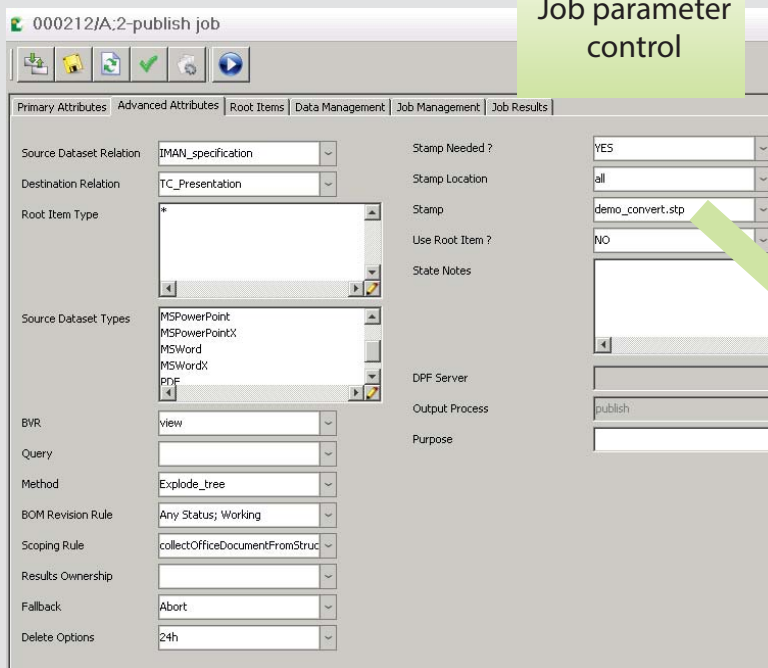 Job parameter
control
000212/A;2-publish job
Primary Attributes Advanced Attributes Root Items Data Management Job Management Job Results
Source Dataset Relation IMAN_specification
Destination Relation TC_Presentation
Root Item Type *
Source Dataset Types MSPowerPoint
MSPowerPointX
MSWord
MSWordX
PDF
BVR view
Query
Method Explode_tree
BOM Revision Rule Any Status; Working
Scoping Rule collectOfficeDocumentFromStruc
Results Ownership
Fallback Abort
Delete Options 24h
Stamp Needed ? YES
Stamp Location all
Stamp demo_convert.stp
Use Root Item ? NO
State Notes
DPF Server
Output Process publish
Purpose